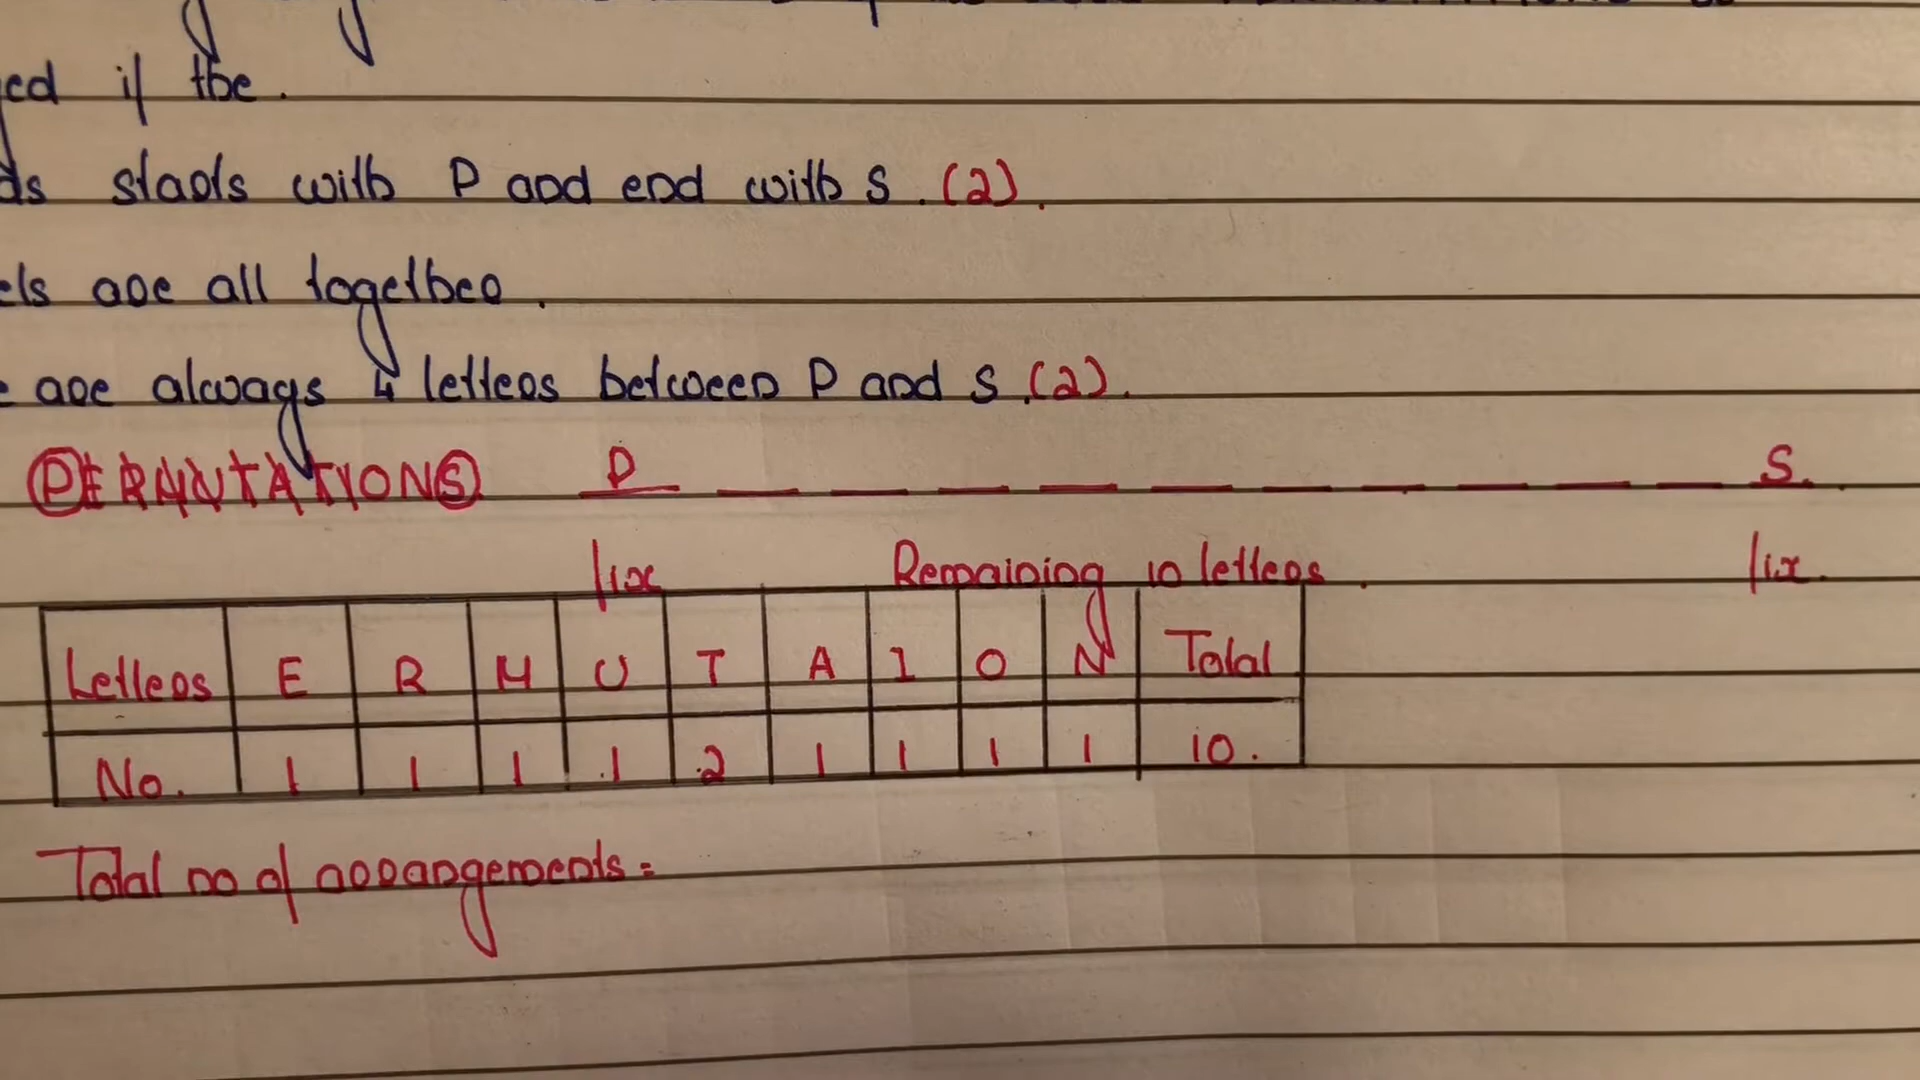 ed if the.
ds starts with P and end with S. (2).
els are all together.
e are always 4 letters between P and S. (2).
PERMUTATIONS P _ _ _ _ _ _ _ _ _ _ S.
fix Remaining 10 letters. fix.
Letters E R M U T A I O N Total
No. 1 1 1 1 2 1 1 1 1 10.
Total no of arrangements =